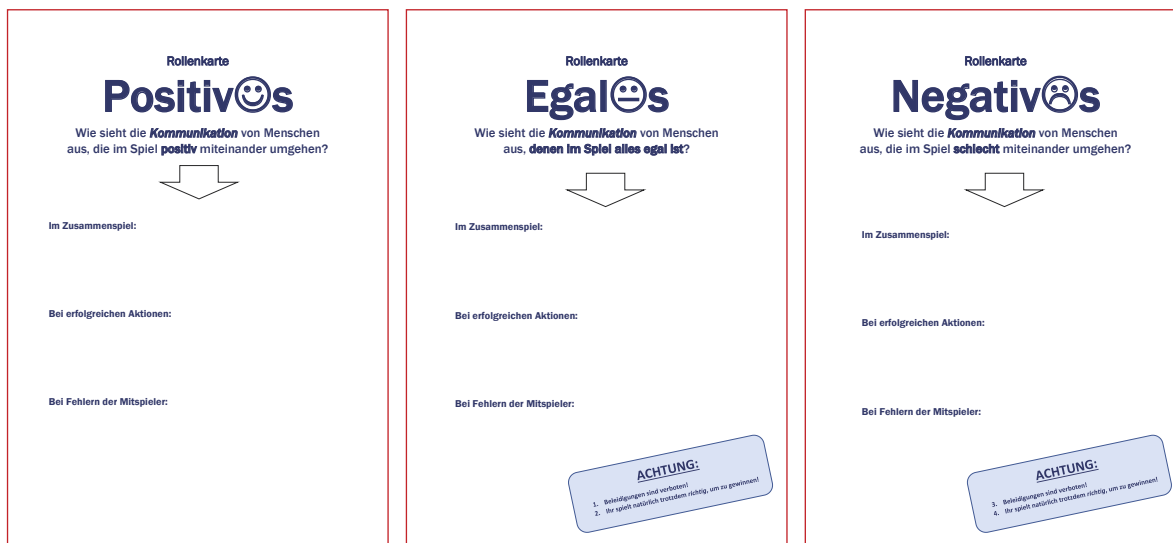 Rollenkarte
Positiv☺s
Wie sieht die Kommunikation von Menschen
aus, die im Spiel positiv miteinander umgehen?
Im Zusammenspiel:
Bei erfolgreichen Aktionen:
Bei Fehlern der Mitspieler:
Rollenkarte
Egal😐s
Wie sieht die Kommunikation von Menschen
aus, denen im Spiel alles egal ist?
Im Zusammenspiel:
Bei erfolgreichen Aktionen:
Bei Fehlern der Mitspieler:
ACHTUNG:
1. Beleidigungen sind verboten!
2. Ihr spielt natürlich trotzdem richtig, um zu gewinnen!
Rollenkarte
Negativ☹s
Wie sieht die Kommunikation von Menschen
aus, die im Spiel schlecht miteinander umgehen?
Im Zusammenspiel:
Bei erfolgreichen Aktionen:
Bei Fehlern der Mitspieler:
ACHTUNG:
3. Beleidigungen sind verboten!
4. Ihr spielt natürlich trotzdem richtig, um zu gewinnen!